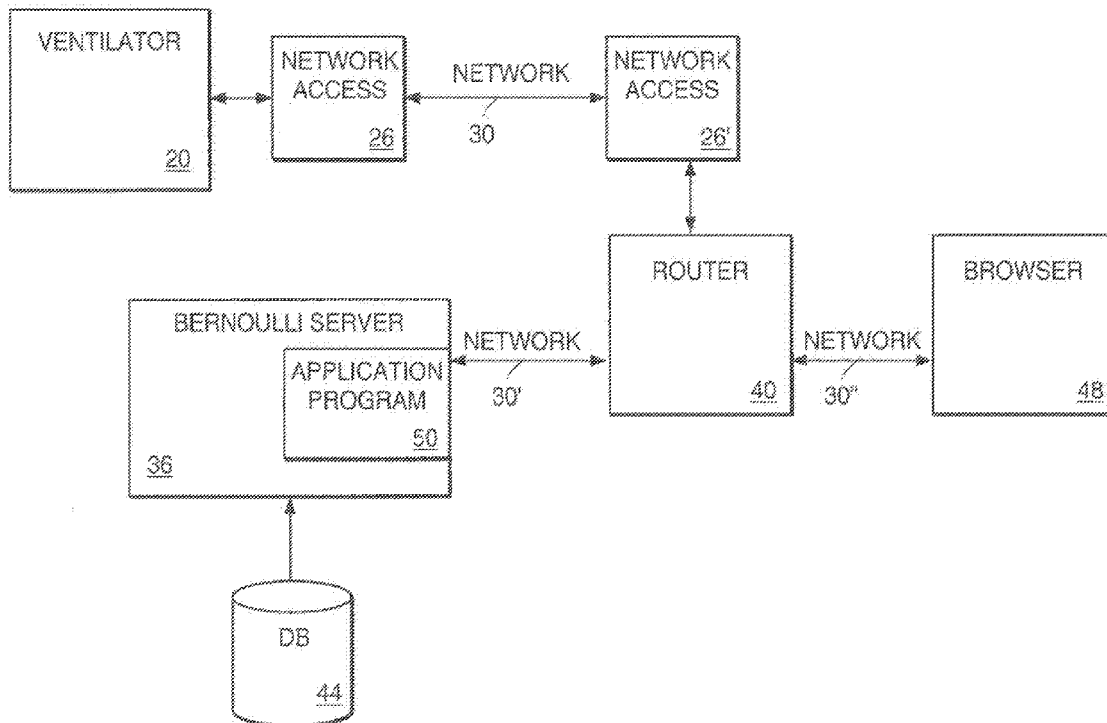 VENTILATOR
20
NETWORK
ACCESS
26
NETWORK
30
NETWORK
ACCESS
26'
ROUTER
40
BROWSER
48
NETWORK
30"
BERNOULLI SERVER
36
APPLICATION
PROGRAM
50
NETWORK
30'
DB
44